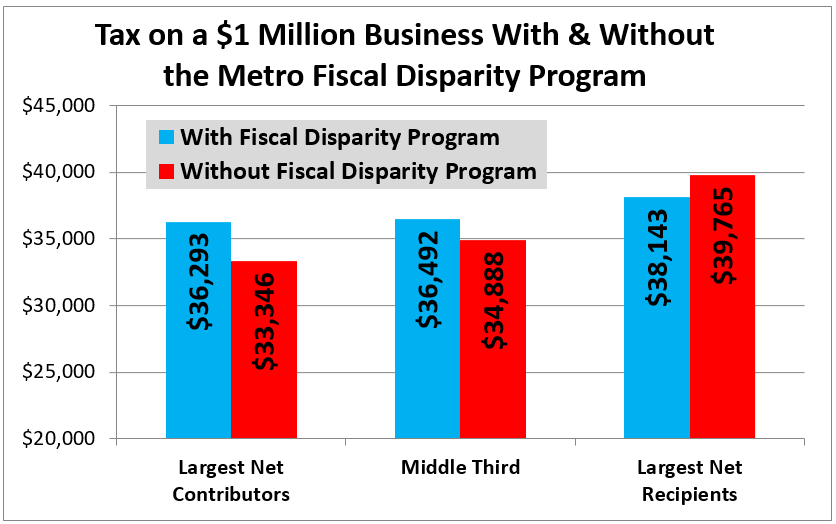 Tax on a $1 Million Business With & Without
the Metro Fiscal Disparity Program
$45,000
$40,000
$35,000
$30,000
$25,000
$20,000
With Fiscal Disparity Program
Without Fiscal Disparity Program
$36,293
$33,346
$36,492
$34,888
$38,143
$39,765
Largest Net
Contributors
Middle Third
Largest Net
Recipients